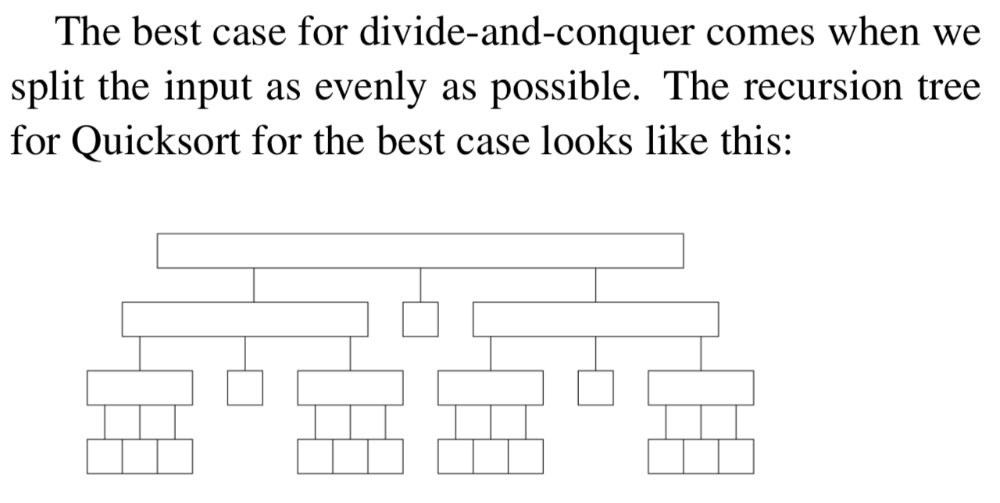 The best case for divide-and-conquer comes when we
split the input as evenly as possible. The recursion tree
for Quicksort for the best case looks like this: